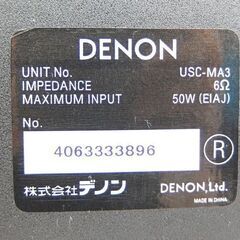 DENON
UNIT No. USC-MA3
IMPEDANCE 6Ω
MAXIMUM INPUT 50W (EIAJ)
No.
4063333896
R
株式会社デノン DENON, Ltd.
MADE IN CHINA